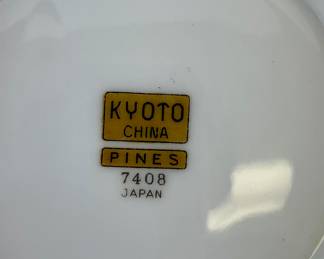 KYOTO
CHINA
PINES
7408
JAPAN